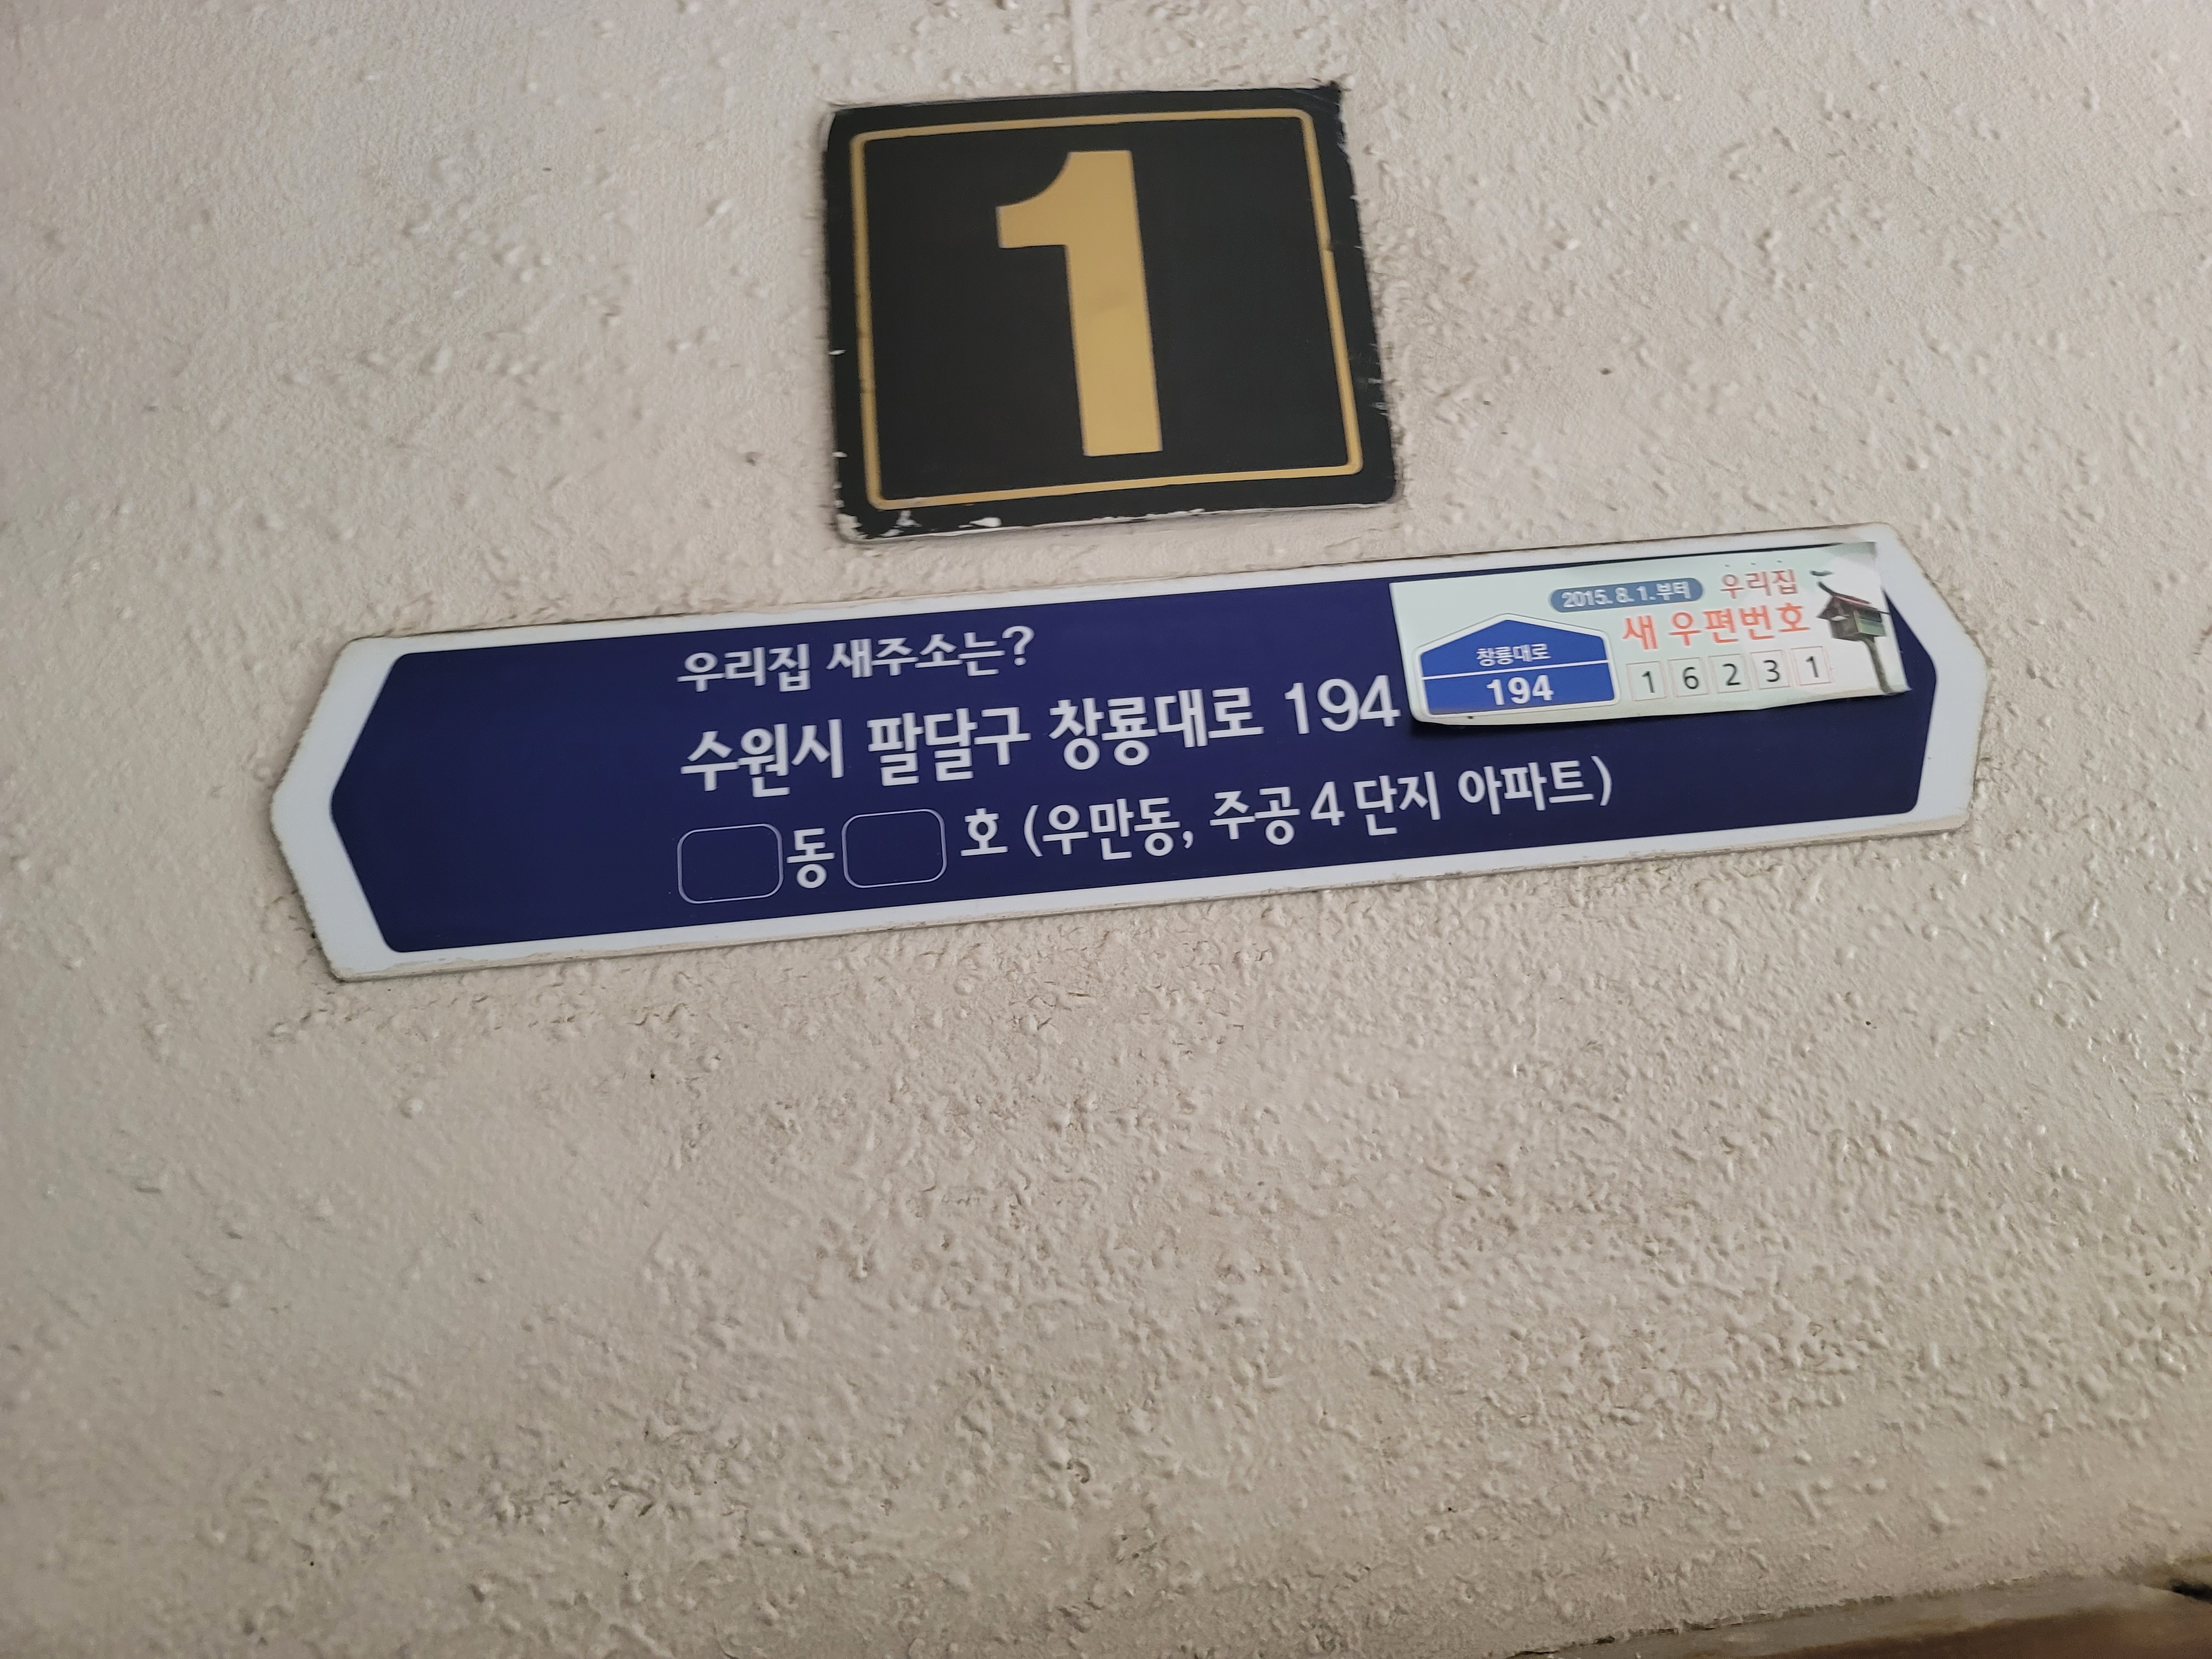 1
우리집 새주소는?
수원시 팔달구 창룡대로 194
동 호 (우만동, 주공 4 단지 아파트)
2015. 8. 1.부터 우리집
새 우편번호
창룡대로
194
1 6 2 3 1